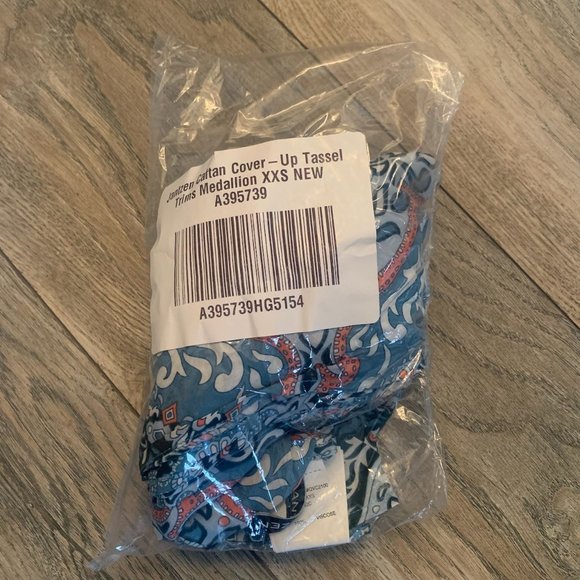 Jantzen Caftan Cover-Up Tassel
Trims Medallion XXS NEW
A395739
A395739HG5154